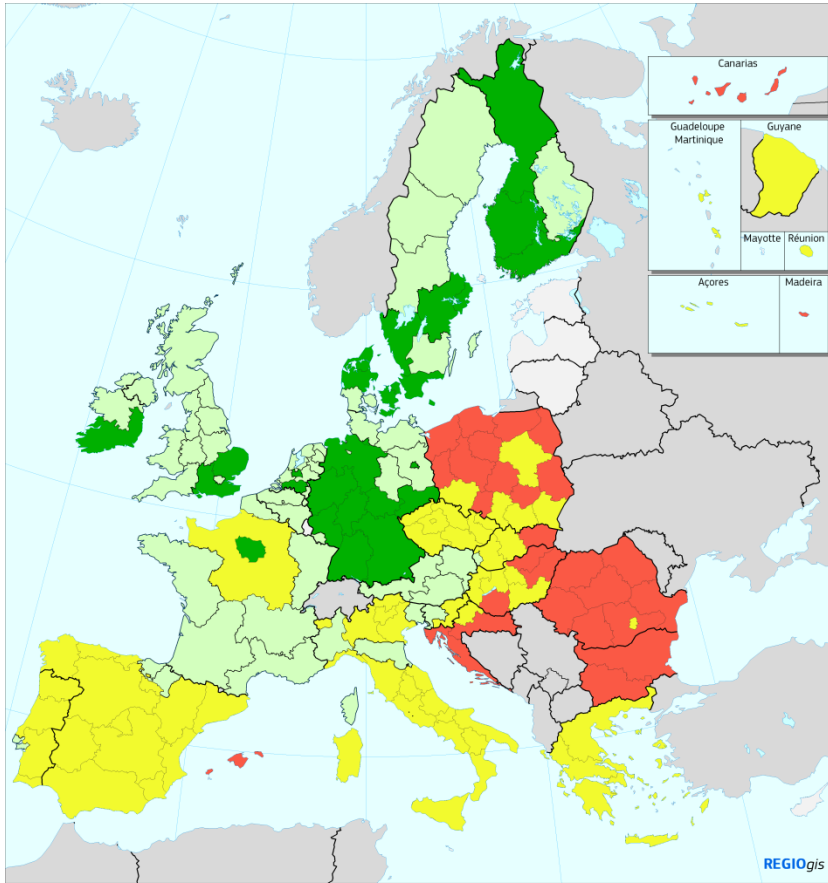 Canarias
Guadeloupe
Martinique
Guyane
Mayotte
Réunion
Açores
Madeira
REGIOgis